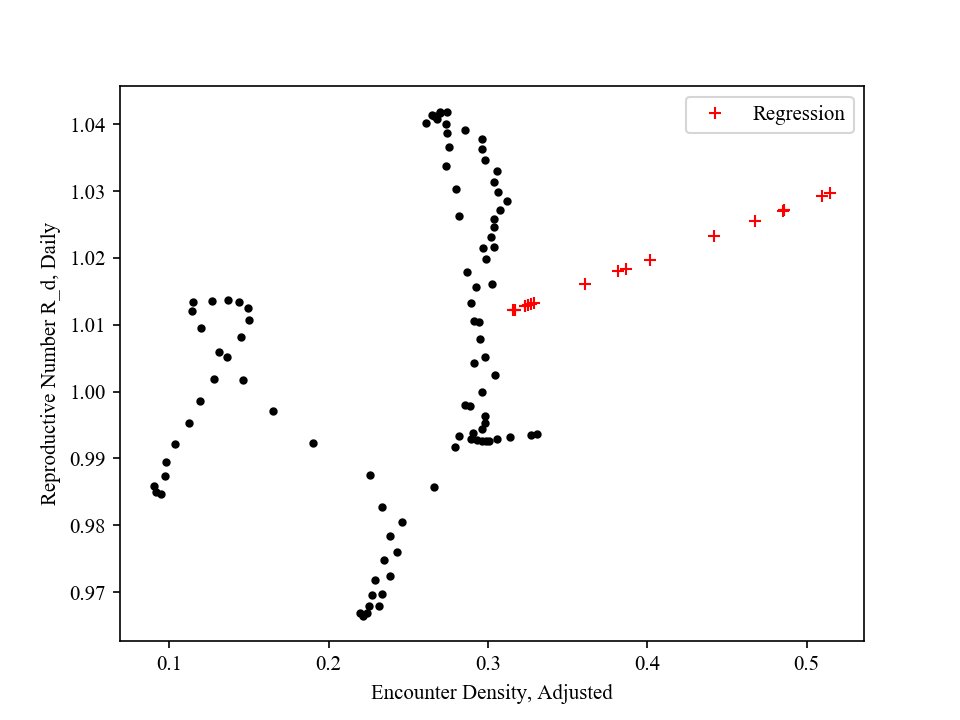 Regression
1.04
1.03
1.02
1.01
1.00
0.99
0.98
0.97
Reproductive Number R_d, Daily
0.1 0.2 0.3 0.4 0.5
Encounter Density, Adjusted